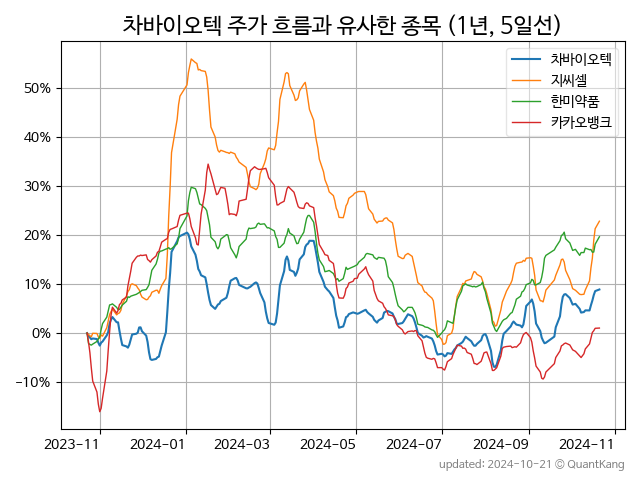 차바이오텍 주가 흐름과 유사한 종목 (1년, 5일선)
차바이오텍
지씨셀
한미약품
카카오뱅크
50%
40%
30%
20%
10%
0%
−10%
2023-11
2024-01
2024-03
2024-05
2024-07
2024-09
2024-11
updated: 2024-10-21 © QuantKang